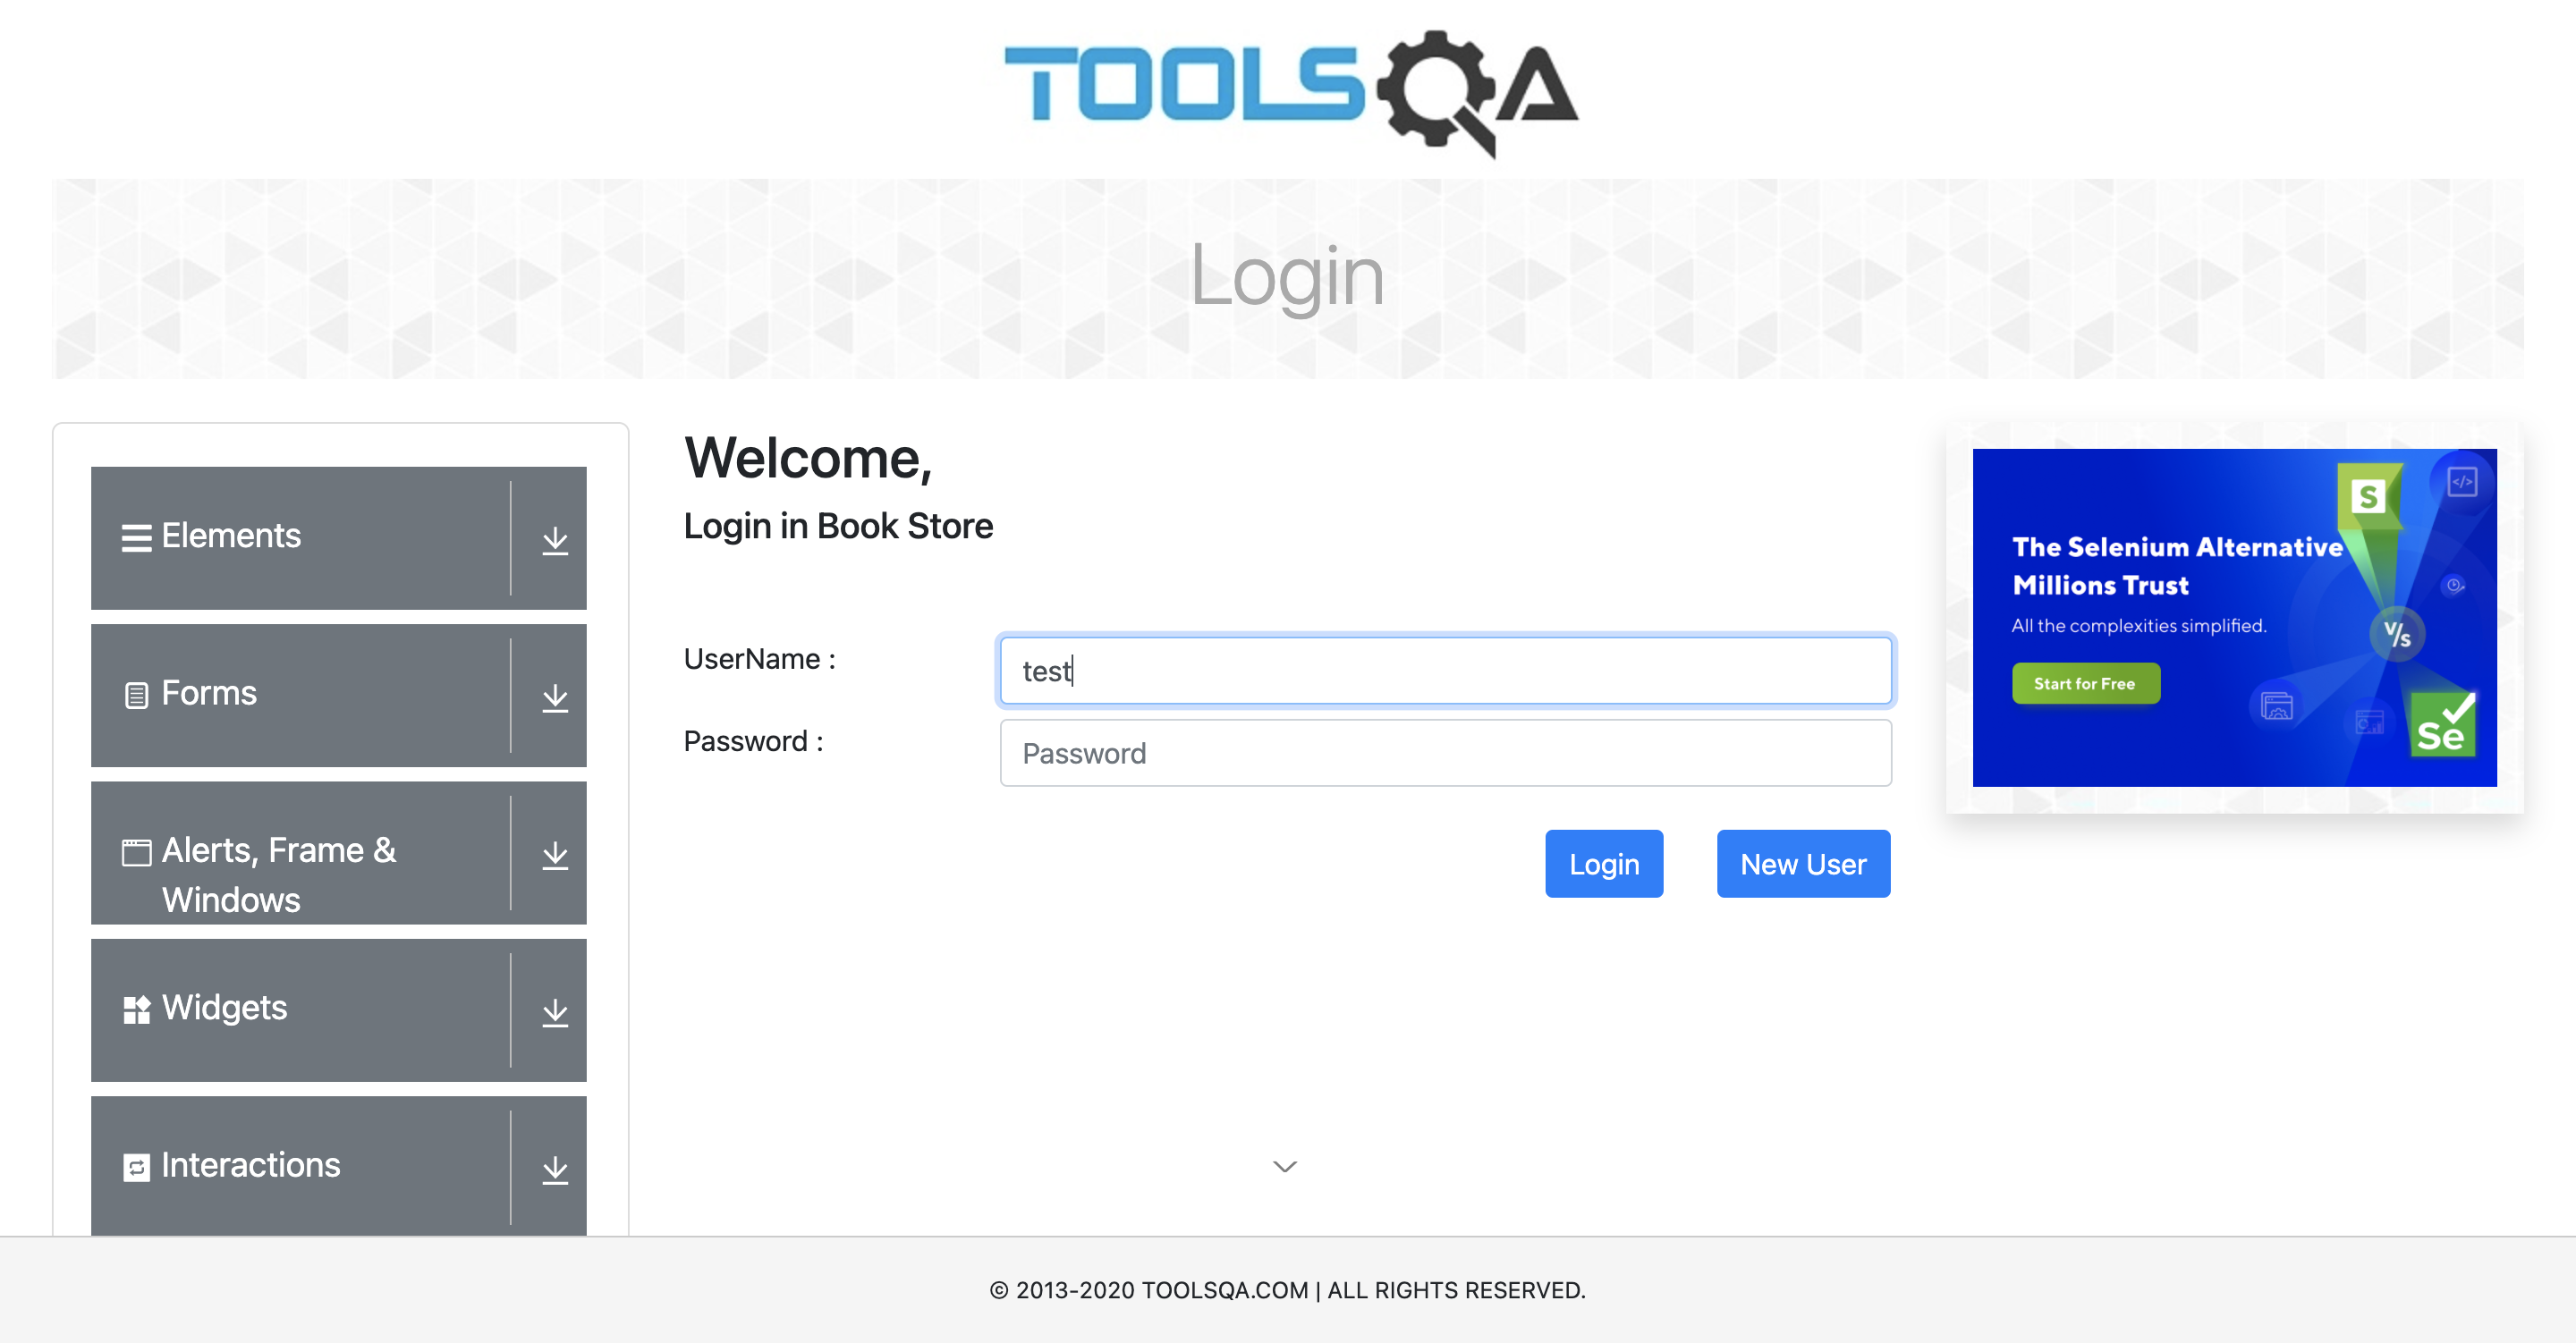 TOOLSQA
Login
Elements
Forms
Alerts, Frame &
Windows
Widgets
Interactions
Welcome,
Login in Book Store
UserName :
test
Password :
Password
Login
New User
The Selenium Alternative
Millions Trust
All the complexities simplified.
Start for Free
S
</>
V/s
Se
© 2013-2020 TOOLSQA.COM | ALL RIGHTS RESERVED.